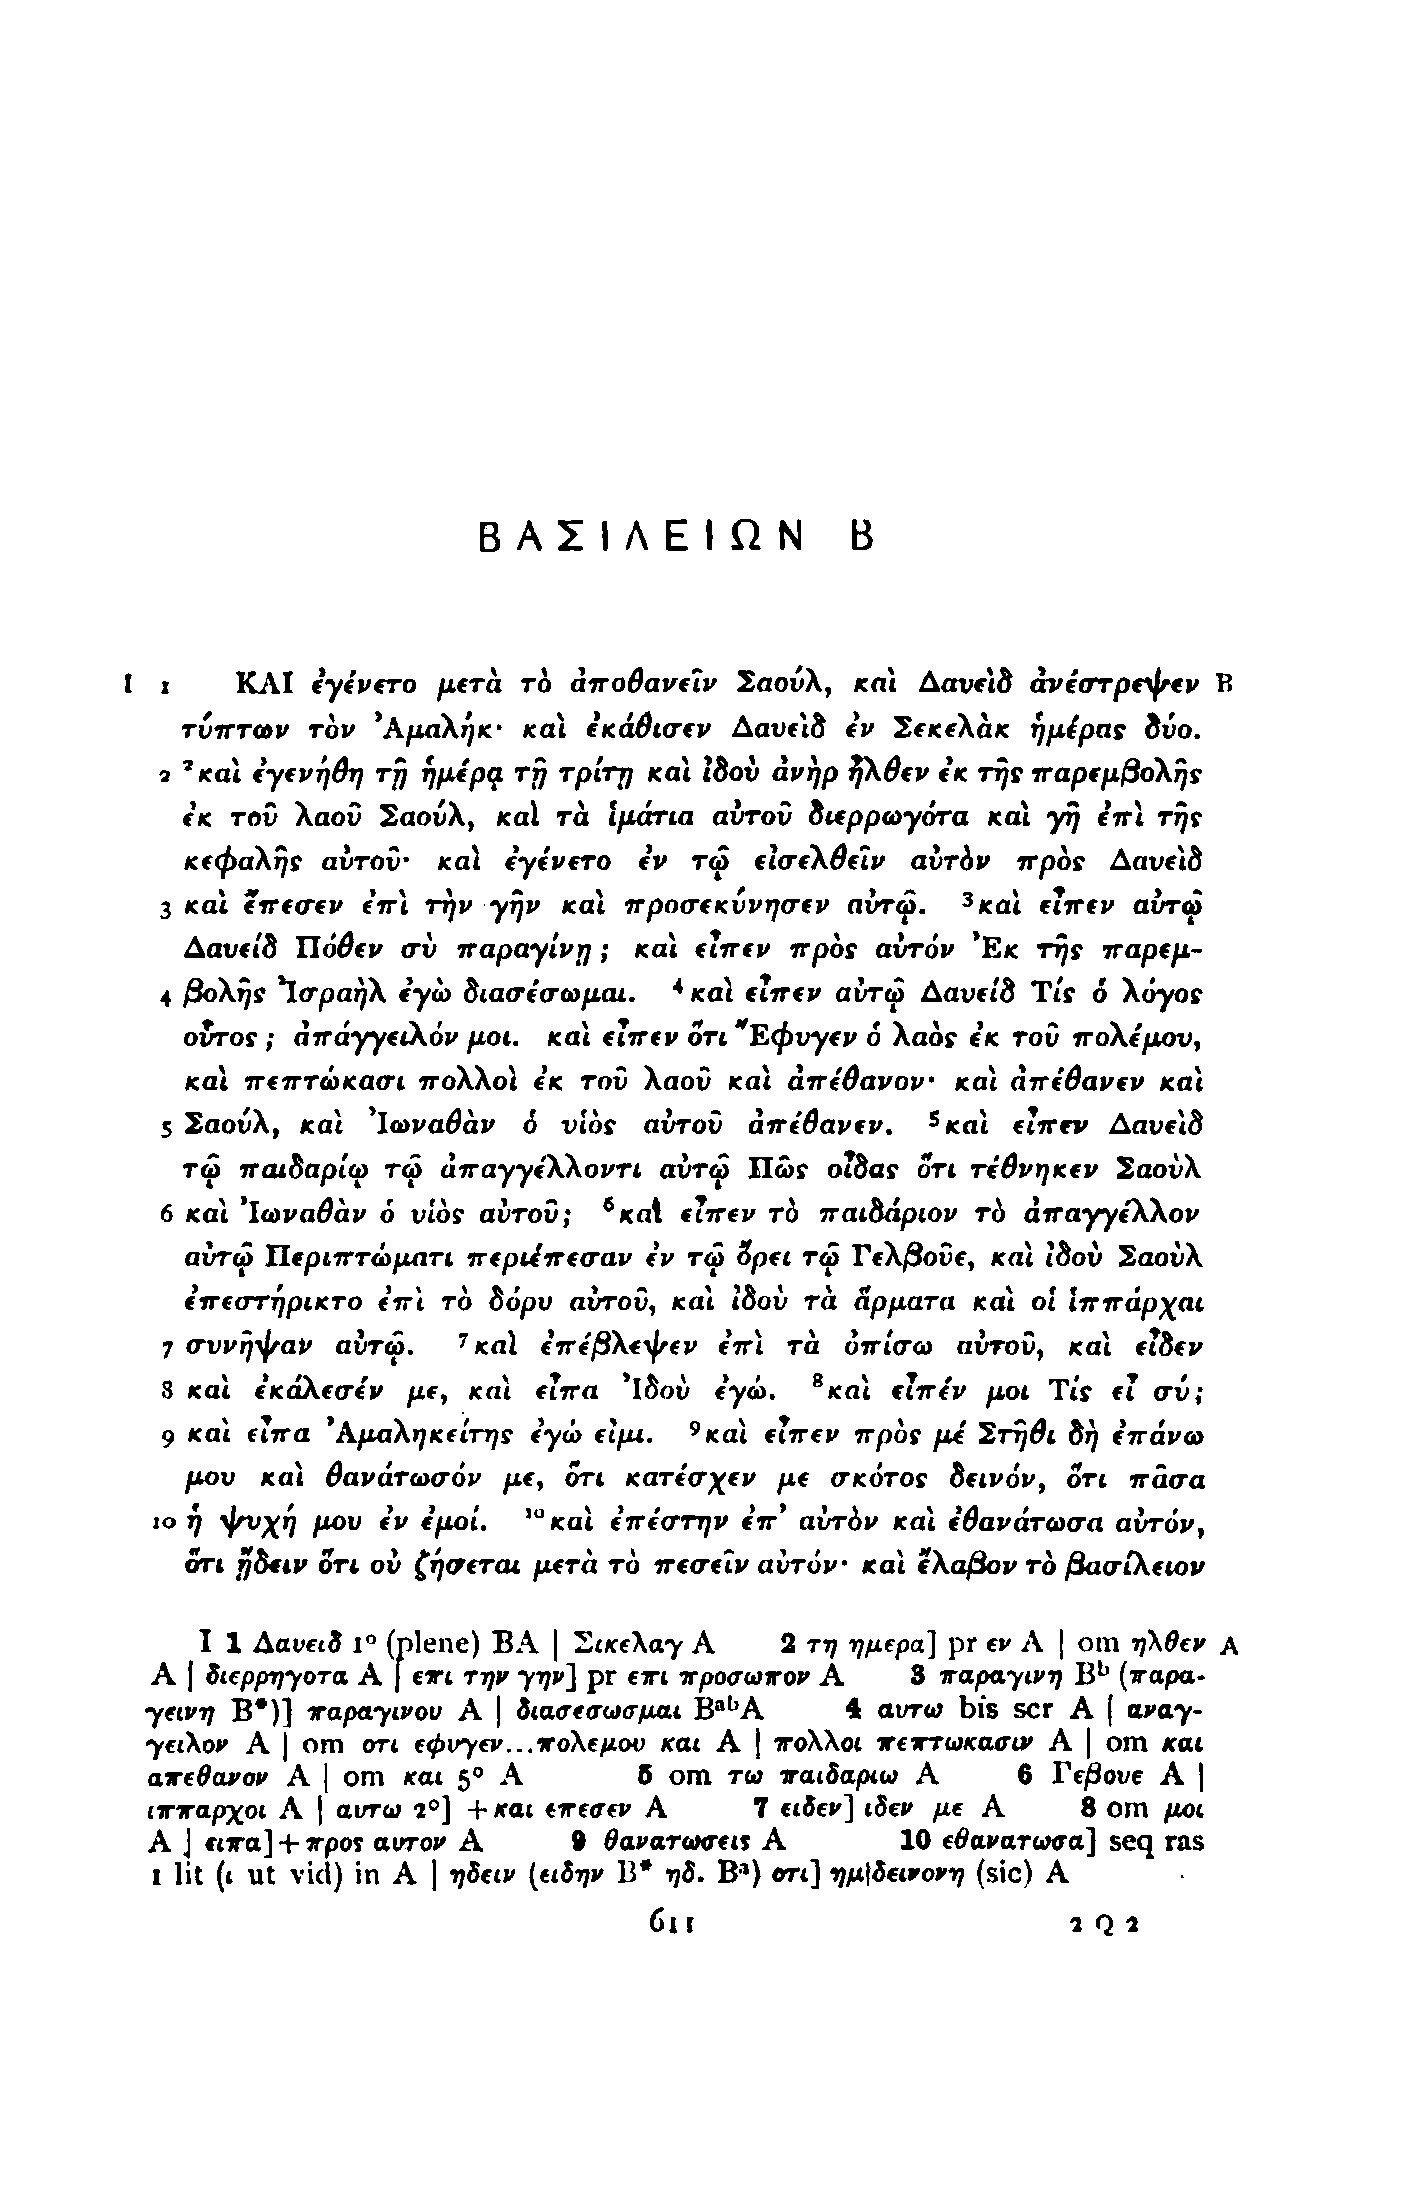 ΒΑΣΙΛΕΙΩΝ Β
I 1 ΚΑΙ ἐγένετο μετὰ τὸ ἀποθανεῖν Σαούλ, καὶ Δαυεὶδ ἀνέστρεψεν B
τύπτων τὸν Ἀμαλήκ· καὶ ἐκάθισεν Δαυεὶδ ἐν Σεκελὰκ ἡμέρας δύο.
2 ²καὶ ἐγενήθη τῇ ἡμέρᾳ τῇ τρίτῃ καὶ ἰδοὺ ἀνὴρ ἦλθεν ἐκ τῆς παρεμβολῆς
ἐκ τοῦ λαοῦ Σαούλ, καὶ τὰ ἱμάτια αὐτοῦ διερρωγότα καὶ γῆ ἐπὶ τῆς
κεφαλῆς αὐτοῦ· καὶ ἐγένετο ἐν τῷ εἰσελθεῖν αὐτὸν πρὸς Δαυεὶδ
3 καὶ ἔπεσεν ἐπὶ τὴν γῆν καὶ προσεκύνησεν αὐτῷ. ³καὶ εἶπεν αὐτῷ
Δαυείδ Πόθεν σὺ παραγίνῃ; καὶ εἶπεν πρὸς αὐτόν Ἐκ τῆς παρεμ-
4 βολῆς Ἰσραὴλ ἐγὼ διασέσωμαι. ⁴καὶ εἶπεν αὐτῷ Δαυείδ Τίς ὁ λόγος
οὗτος; ἀπάγγειλόν μοι. καὶ εἶπεν ὅτι Ἔφυγεν ὁ λαὸς ἐκ τοῦ πολέμου,
καὶ πεπτώκασι πολλοὶ ἐκ τοῦ λαοῦ καὶ ἀπέθανον· καὶ ἀπέθανεν καὶ
5 Σαούλ, καὶ Ἰωναθὰν ὁ υἱὸς αὐτοῦ ἀπέθανεν. ⁵καὶ εἶπεν Δαυεὶδ
τῷ παιδαρίῳ τῷ ἀπαγγέλλοντι αὐτῷ Πῶς οἶδας ὅτι τέθνηκεν Σαοὺλ
6 καὶ Ἰωναθὰν ὁ υἱὸς αὐτοῦ; ⁶καὶ εἶπεν τὸ παιδάριον τὸ ἀπαγγέλλον
αὐτῷ Περιπτώματι περιέπεσαν ἐν τῷ ὄρει τῷ Γελβοῦε, καὶ ἰδοὺ Σαοὺλ
ἐπεστήρικτο ἐπὶ τὸ δόρυ αὐτοῦ, καὶ ἰδοὺ τὰ ἅρματα καὶ οἱ ἱππάρχαι
7 συνῆψαν αὐτῷ. ⁷καὶ ἐπέβλεψεν ἐπὶ τὰ ὀπίσω αὐτοῦ, καὶ εἶδεν
8 καὶ ἐκάλεσέν με, καὶ εἶπα Ἰδοὺ ἐγώ. ⁸καὶ εἶπέν μοι Τίς εἶ σύ;
9 καὶ εἶπα Ἀμαληκείτης ἐγώ εἰμι. ⁹καὶ εἶπεν πρὸς μέ Στῆθι δὴ ἐπάνω
μου καὶ θανάτωσόν με, ὅτι κατέσχεν με σκότος δεινόν, ὅτι πᾶσα
10 ἡ ψυχή μου ἐν ἐμοί. ¹⁰καὶ ἐπέστην ἐπ' αὐτὸν καὶ ἐθανάτωσα αὐτόν,
ὅτι ᾔδειν ὅτι οὐ ζήσεται μετὰ τὸ πεσεῖν αὐτόν· καὶ ἔλαβον τὸ βασίλειον
I 1 Δαυειδ 1° (plene) BA | Σικελαγ A 2 τη ημερα] pr εν A | om ηλθεν A
A | διερρηγοτα A | επι την γην] pr επι προσωπον A 3 παραγινη Bᵇ (παρα-
γεινη B*)] παραγινου A | διασεσωσμαι BᵃᵇA 4 αυτω bis scr A | αναγ-
γειλον A | om οτι εφυγεν...πολεμου και A | πολλοι πεπτωκασιν A | om και
απεθανον A | om και 5° A 5 om τω παιδαριω A 6 Γεβουε A |
ιππαρχοι A | αυτω 2°] +και επεσεν A 7 ειδεν] ιδεν με A 8 om μοι
A | ειπα]+προς αυτον A 9 θανατωσεις A 10 εθανατωσα] seq ras
1 lit (ι ut vid) in A | ηδειν (ειδην B* ηδ. Bᵃ) οτι] ημ|δεινονη (sic) A
611 2 Q 2